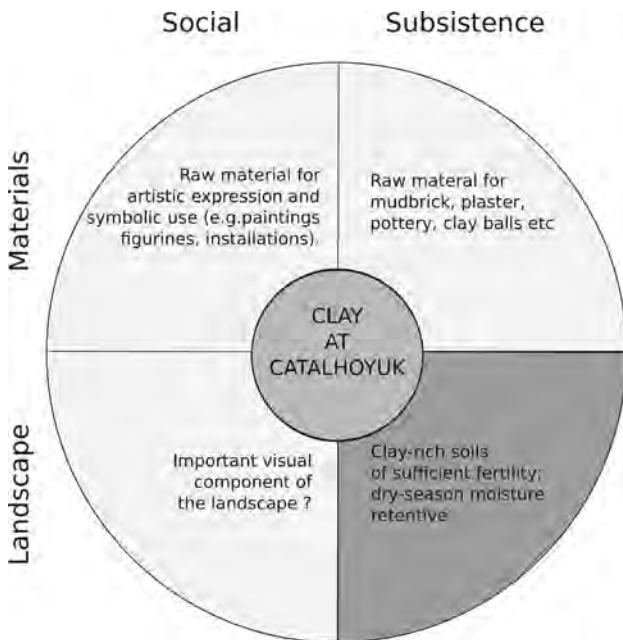 Social
Subsistence
Materials
Raw material for
artistic expression and
symbolic use (e.g.paintings
figurines, installations).
Raw materal for
mudbrick, plaster,
pottery, clay balls etc
CLAY
AT
CATALHOYUK
Landscape
Important visual
component of
the landscape ?
Clay-rich soils
of sufficient fertility;
dry-season moisture
retentive